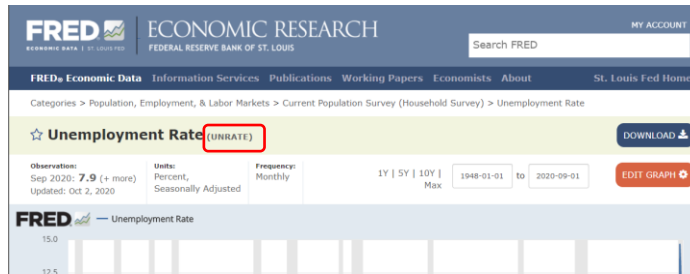 FRED ECONOMIC RESEARCH
ECONOMIC DATA | ST. LOUIS FED
FEDERAL RESERVE BANK OF ST. LOUIS
MY ACCOUNT
Search FRED
FRED® Economic Data Information Services Publications Working Papers Economists About St. Louis Fed Home
Categories > Population, Employment, & Labor Markets > Current Population Survey (Household Survey) > Unemployment Rate
☆ Unemployment Rate (UNRATE)
DOWNLOAD
Observation:
Sep 2020: 7.9 (+ more)
Updated: Oct 2, 2020
Units:
Percent,
Seasonally Adjusted
Frequency:
Monthly
1Y | 5Y | 10Y |
Max
1948-01-01 to 2020-09-01
EDIT GRAPH
FRED — Unemployment Rate
15.0
12.5